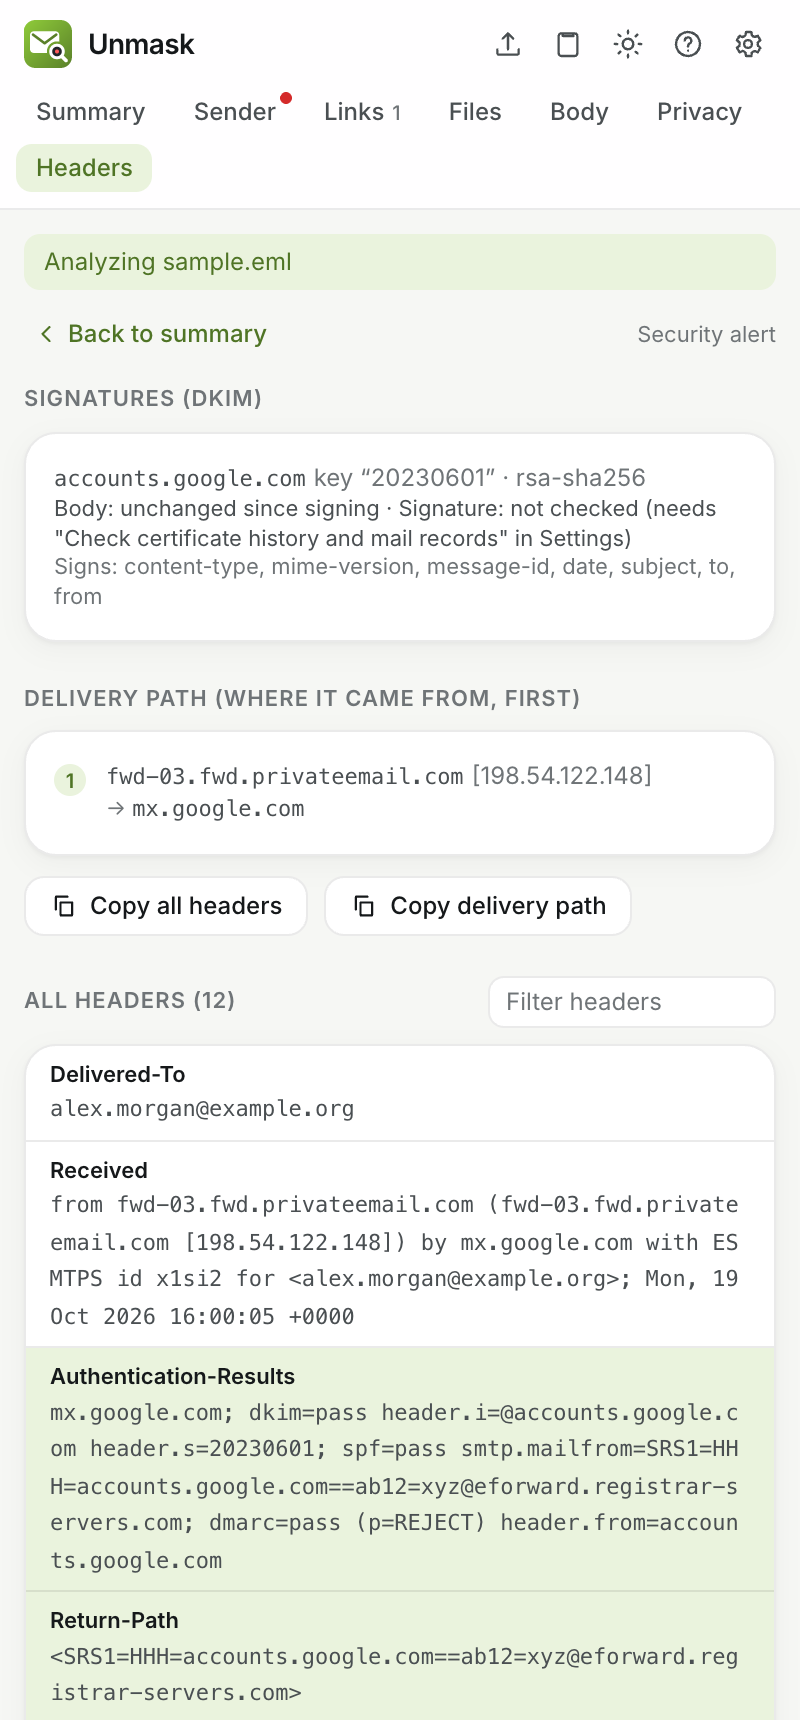 Unmask
Summary Sender Links 1 Files Body Privacy
Headers
Analyzing sample.eml
Back to summary Security alert
SIGNATURES (DKIM)
accounts.google.com key “20230601” · rsa-sha256
Body: unchanged since signing · Signature: not checked (needs
"Check certificate history and mail records" in Settings)
Signs: content-type, mime-version, message-id, date, subject, to,
from
DELIVERY PATH (WHERE IT CAME FROM, FIRST)
1 fwd-03.fwd.privateemail.com [198.54.122.148]
→ mx.google.com
Copy all headers Copy delivery path
ALL HEADERS (12) Filter headers
Delivered-To
alex.morgan@example.org
Received
from fwd-03.fwd.privateemail.com (fwd-03.fwd.private
email.com [198.54.122.148]) by mx.google.com with ES
MTPS id x1si2 for <alex.morgan@example.org>; Mon, 19
Oct 2026 16:00:05 +0000
Authentication-Results
mx.google.com; dkim=pass header.i=@accounts.google.c
om header.s=20230601; spf=pass smtp.mailfrom=SRS1=HH
H=accounts.google.com==ab12=xyz@eforward.registrar-s
ervers.com; dmarc=pass (p=REJECT) header.from=accoun
ts.google.com
Return-Path
<SRS1=HHH=accounts.google.com==ab12=xyz@eforward.reg
istrar-servers.com>